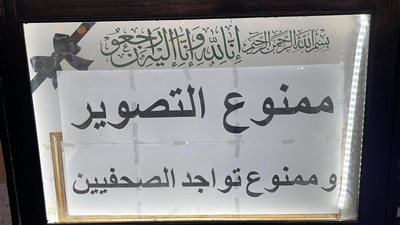 بسم الله الرحمن الرحيم
إنا لله وإنا إليه راجعون
ممنوع التصوير
و ممنوع تواجد الصحفيين